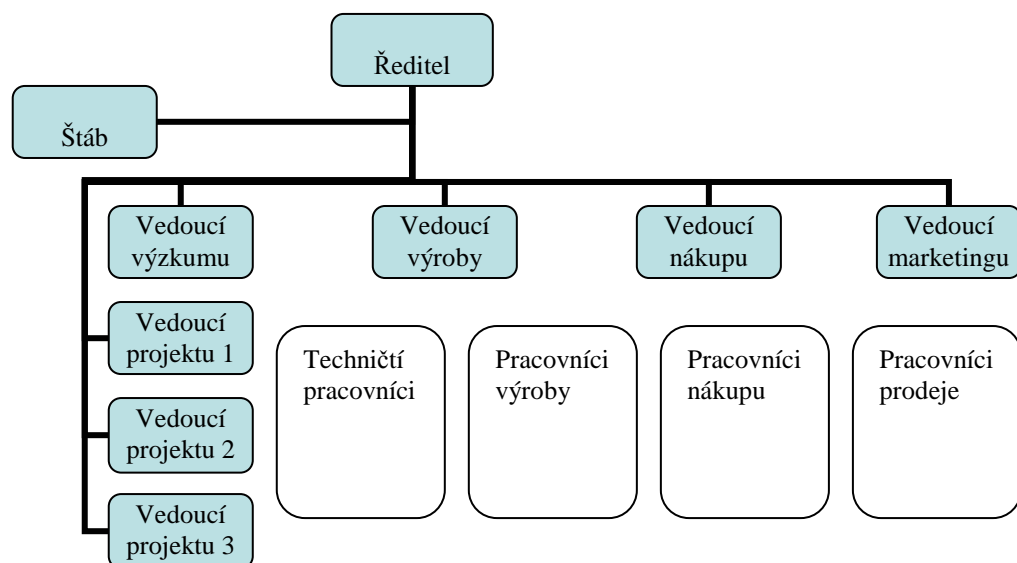 Ředitel
Štáb
Vedoucí
výzkumu
Vedoucí
výroby
Vedoucí
nákupu
Vedoucí
marketingu
Vedoucí
projektu 1
Techničtí
pracovníci
Pracovníci
výroby
Pracovníci
nákupu
Pracovníci
prodeje
Vedoucí
projektu 2
Vedoucí
projektu 3